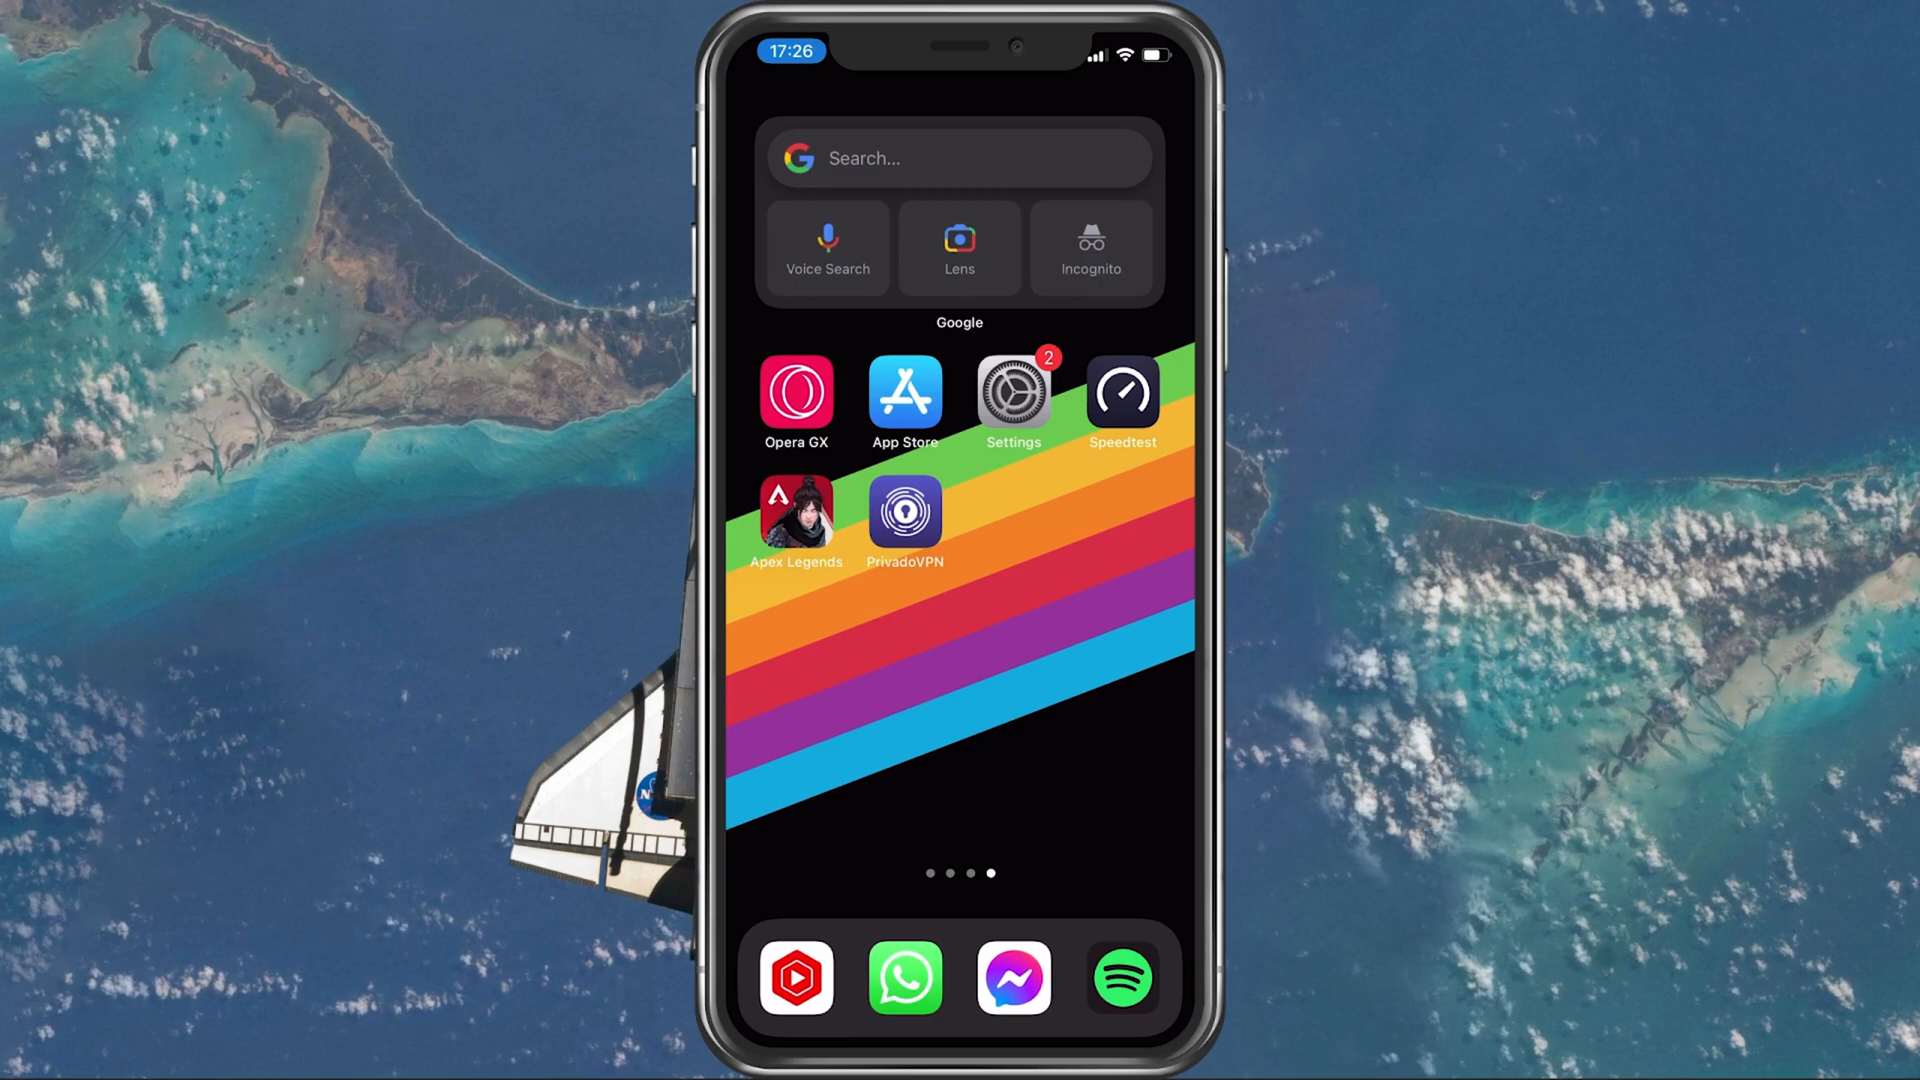 17:26
Search...
Voice Search
Lens
Incognito
Google
2
Opera GX
App Store
Settings
Speedtest
Apex Legends
PrivadoVPN